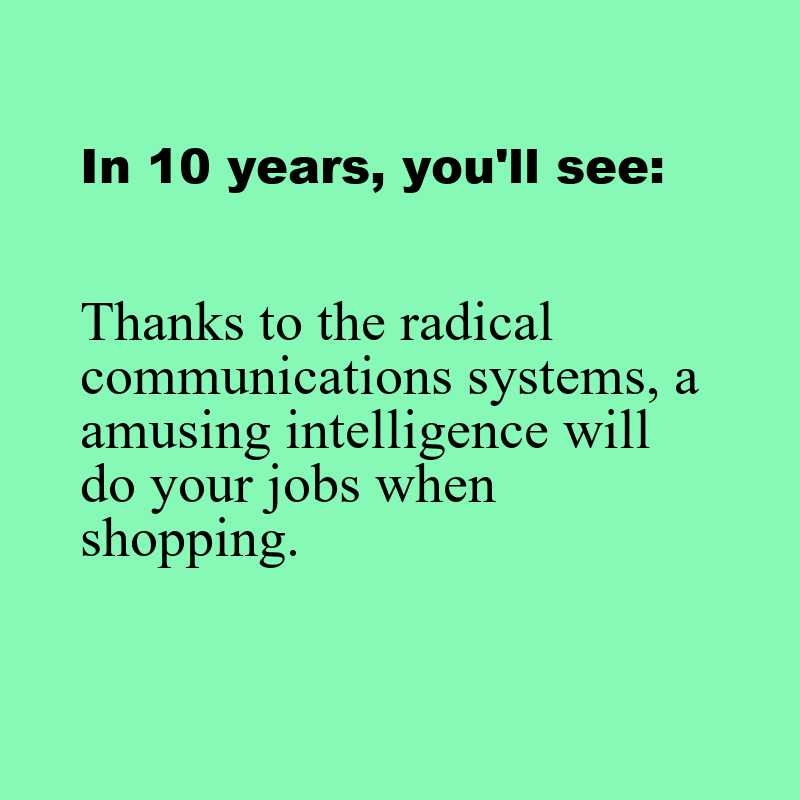 In 10 years, you'll see:
Thanks to the radical
communications systems, a
amusing intelligence will
do your jobs when
shopping.